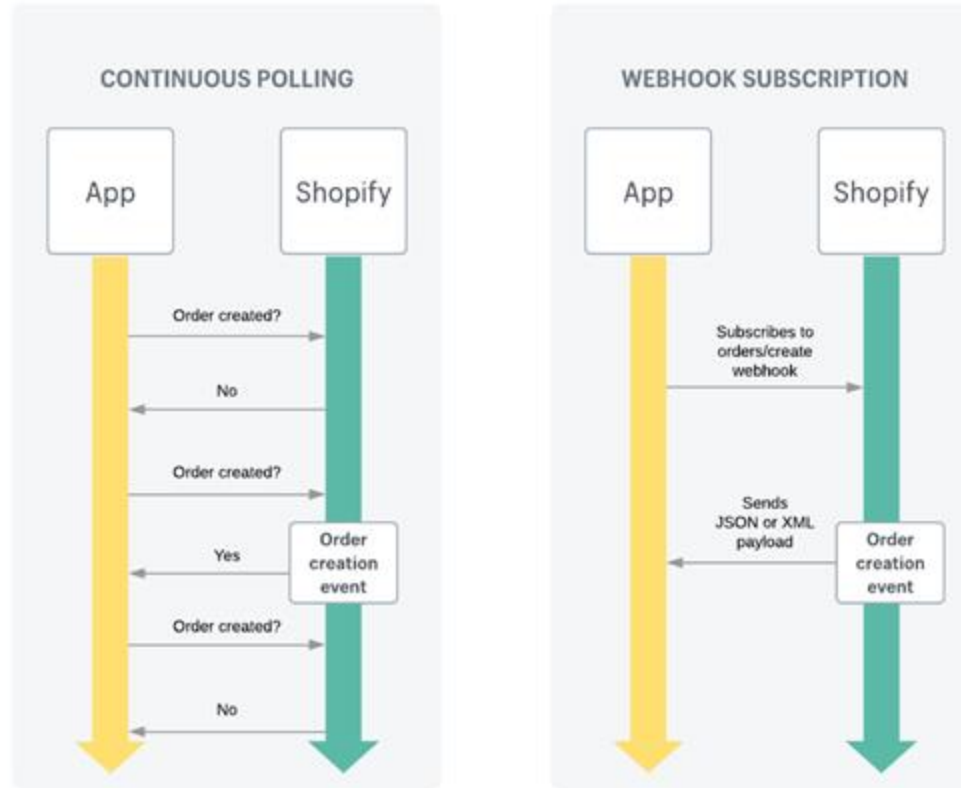 CONTINUOUS POLLING
App
Shopify
Order created?
No
Order created?
Yes
Order
creation
event
Order created?
No
WEBHOOK SUBSCRIPTION
App
Shopify
Subscribes to
orders/create
webhook
Sends
JSON or XML
payload
Order
creation
event